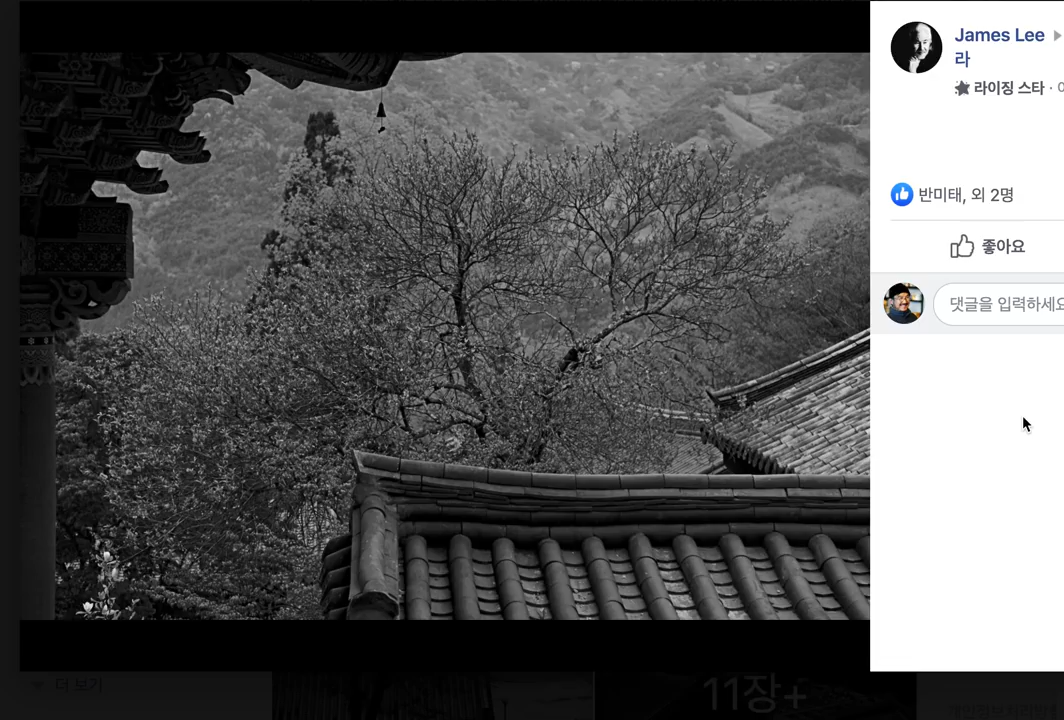 James Lee
라
라이징 스타 ·
반미태, 외 2명
좋아요
댓글을 입력하세요
더 보기
11장+